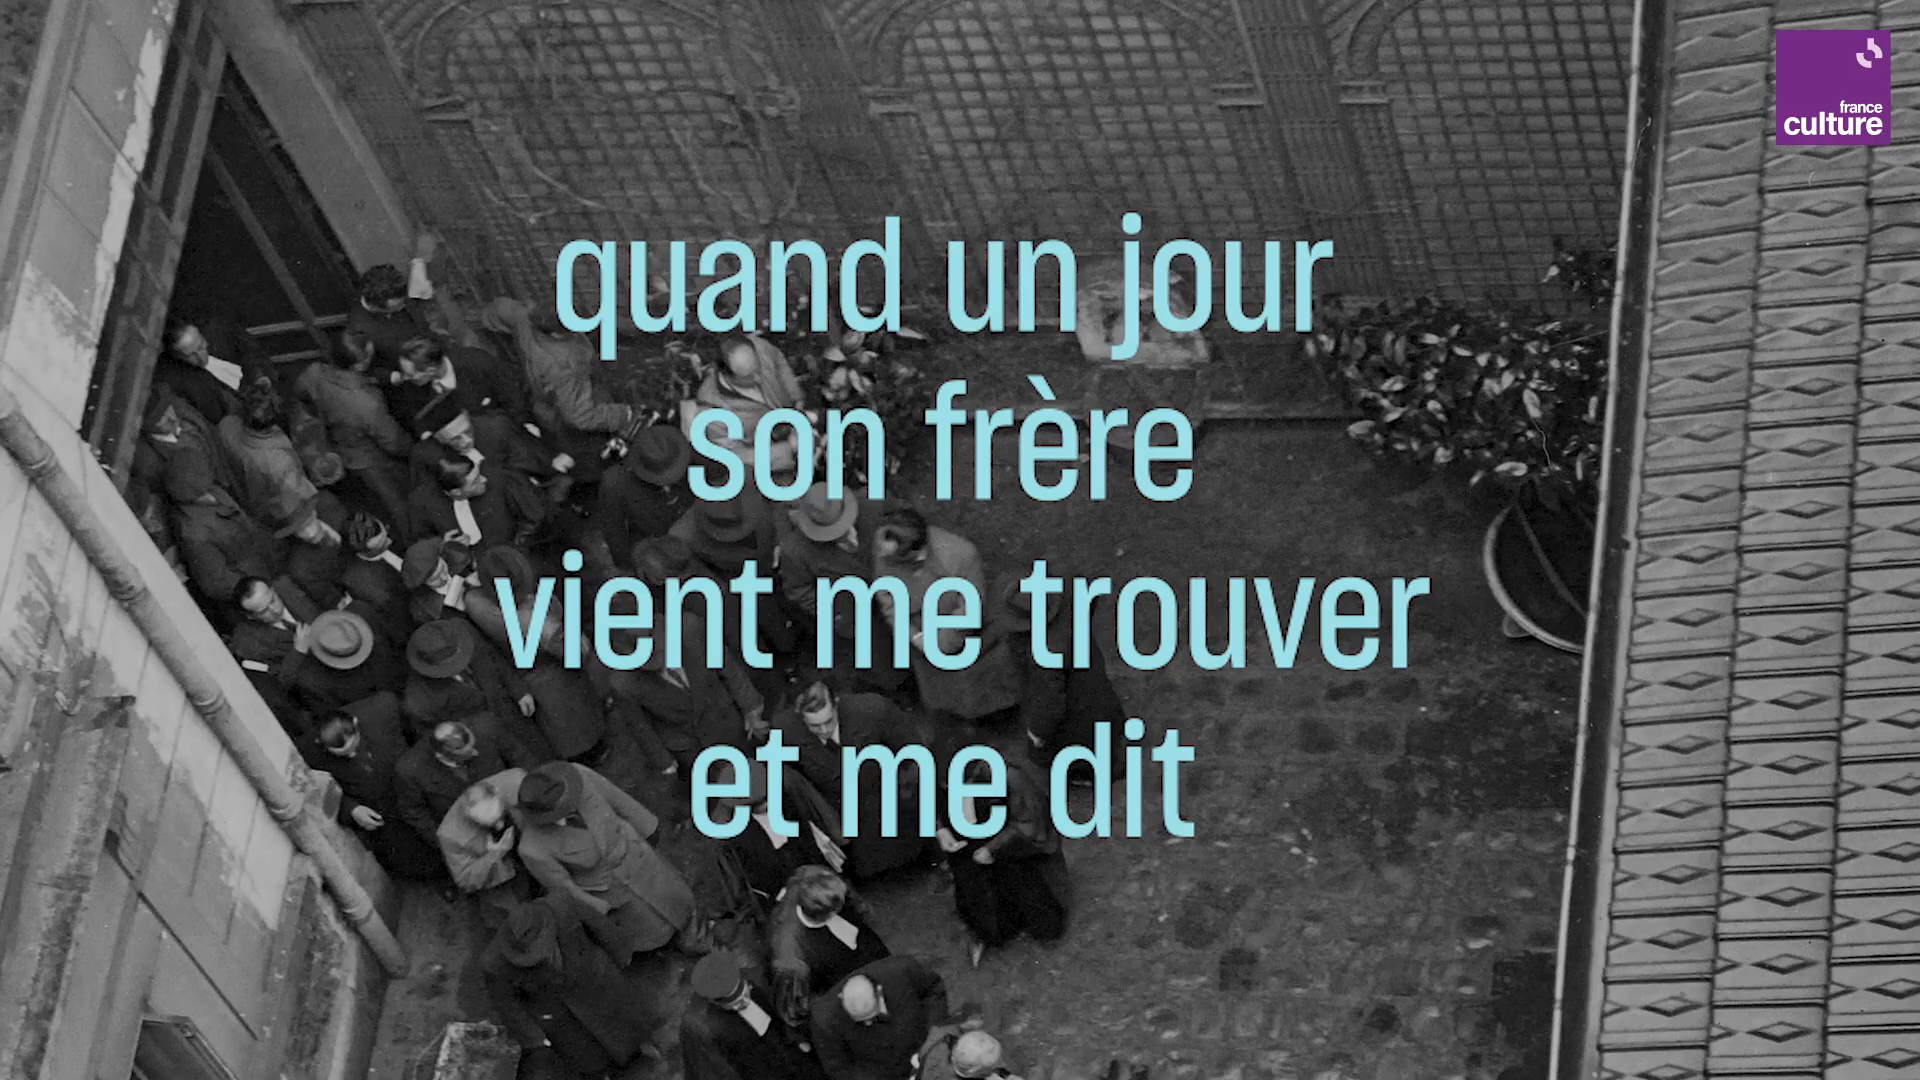 france
culture
quand un jour
son frère
vient me trouver
et me dit